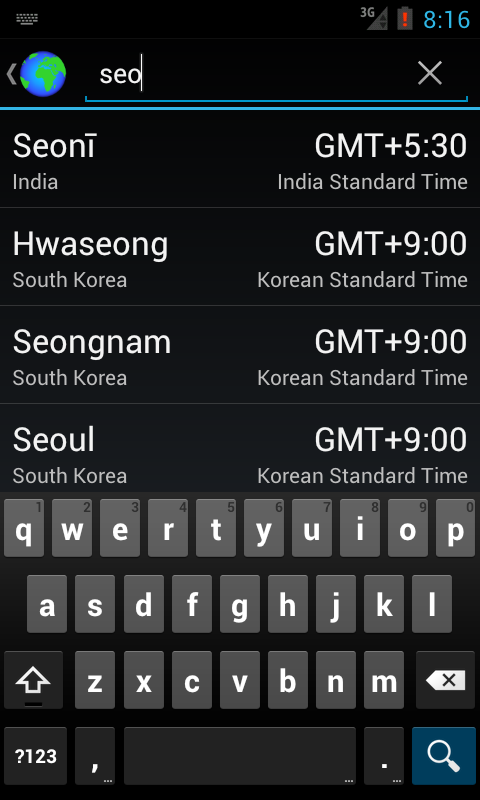 3G 8:16
seo
Seonī GMT+5:30
India India Standard Time
Hwaseong GMT+9:00
South Korea Korean Standard Time
Seongnam GMT+9:00
South Korea Korean Standard Time
Seoul GMT+9:00
South Korea Korean Standard Time
1 2 3 4 5 6 7 8 9 0
q w e r t y u i o p
a s d f g h j k l
z x c v b n m
?123 , ... ... . ...